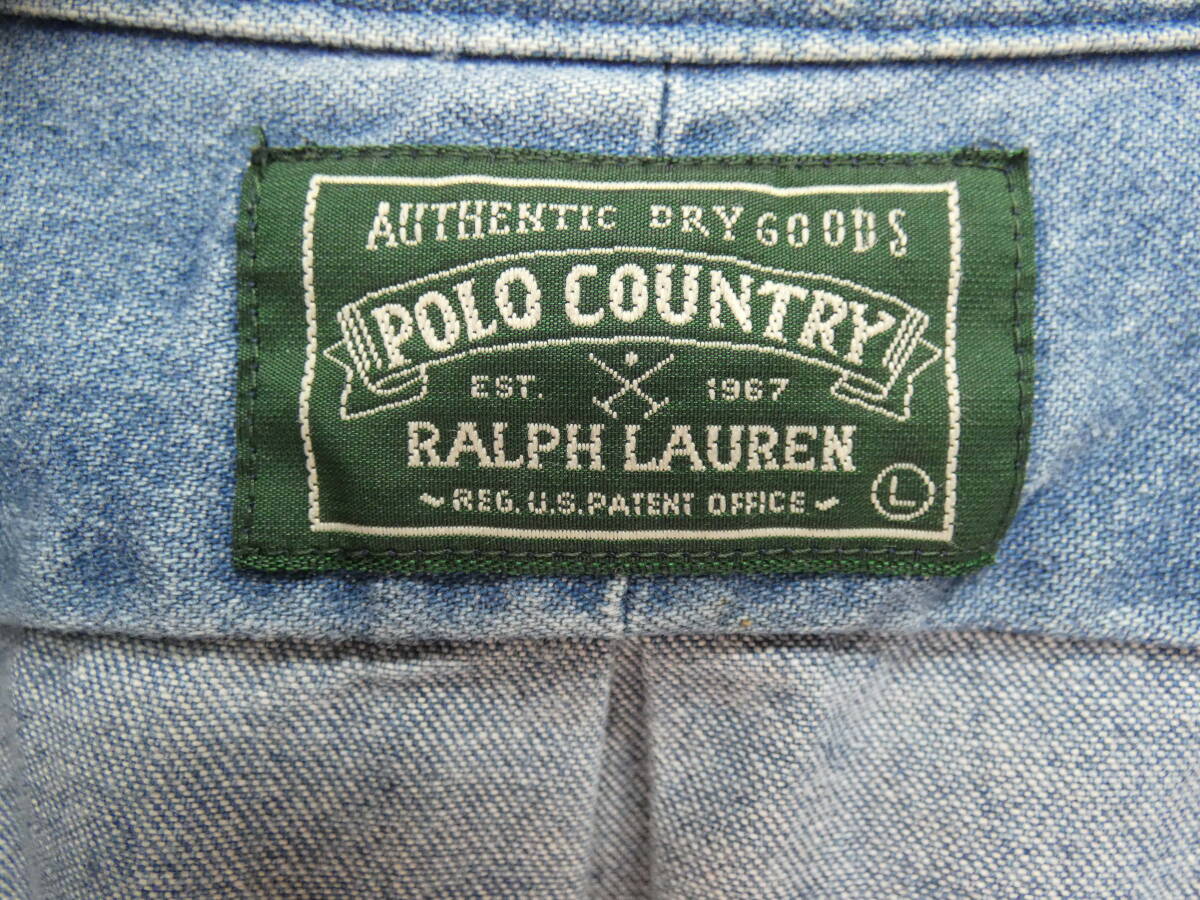 AUTHENTIC DRY GOODS
POLO COUNTRY
EST. 1967
RALPH LAUREN
~ REG. U.S. PATENT OFFICE ~ L